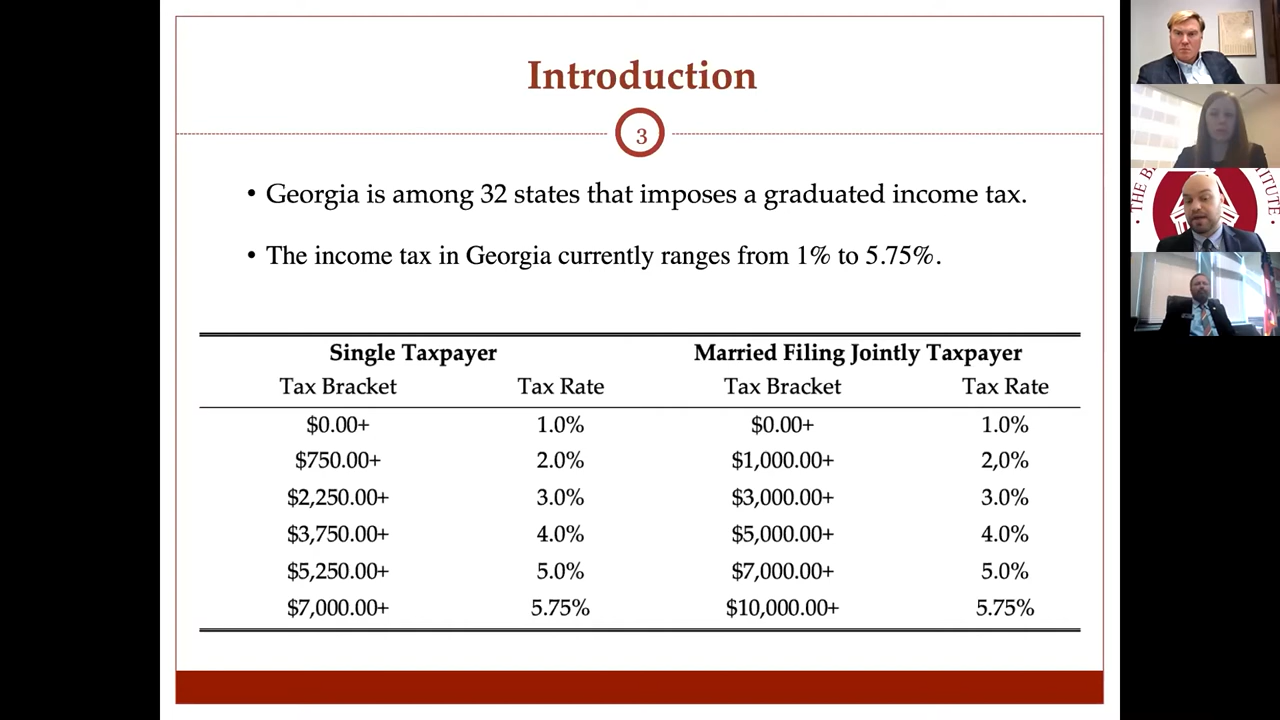 Introduction
3
• Georgia is among 32 states that imposes a graduated income tax.
• The income tax in Georgia currently ranges from 1% to 5.75%.
Single Taxpayer Married Filing Jointly Taxpayer
Tax Bracket Tax Rate Tax Bracket Tax Rate
$0.00+ 1.0% $0.00+ 1.0%
$750.00+ 2.0% $1,000.00+ 2,0%
$2,250.00+ 3.0% $3,000.00+ 3.0%
$3,750.00+ 4.0% $5,000.00+ 4.0%
$5,250.00+ 5.0% $7,000.00+ 5.0%
$7,000.00+ 5.75% $10,000.00+ 5.75%
THE